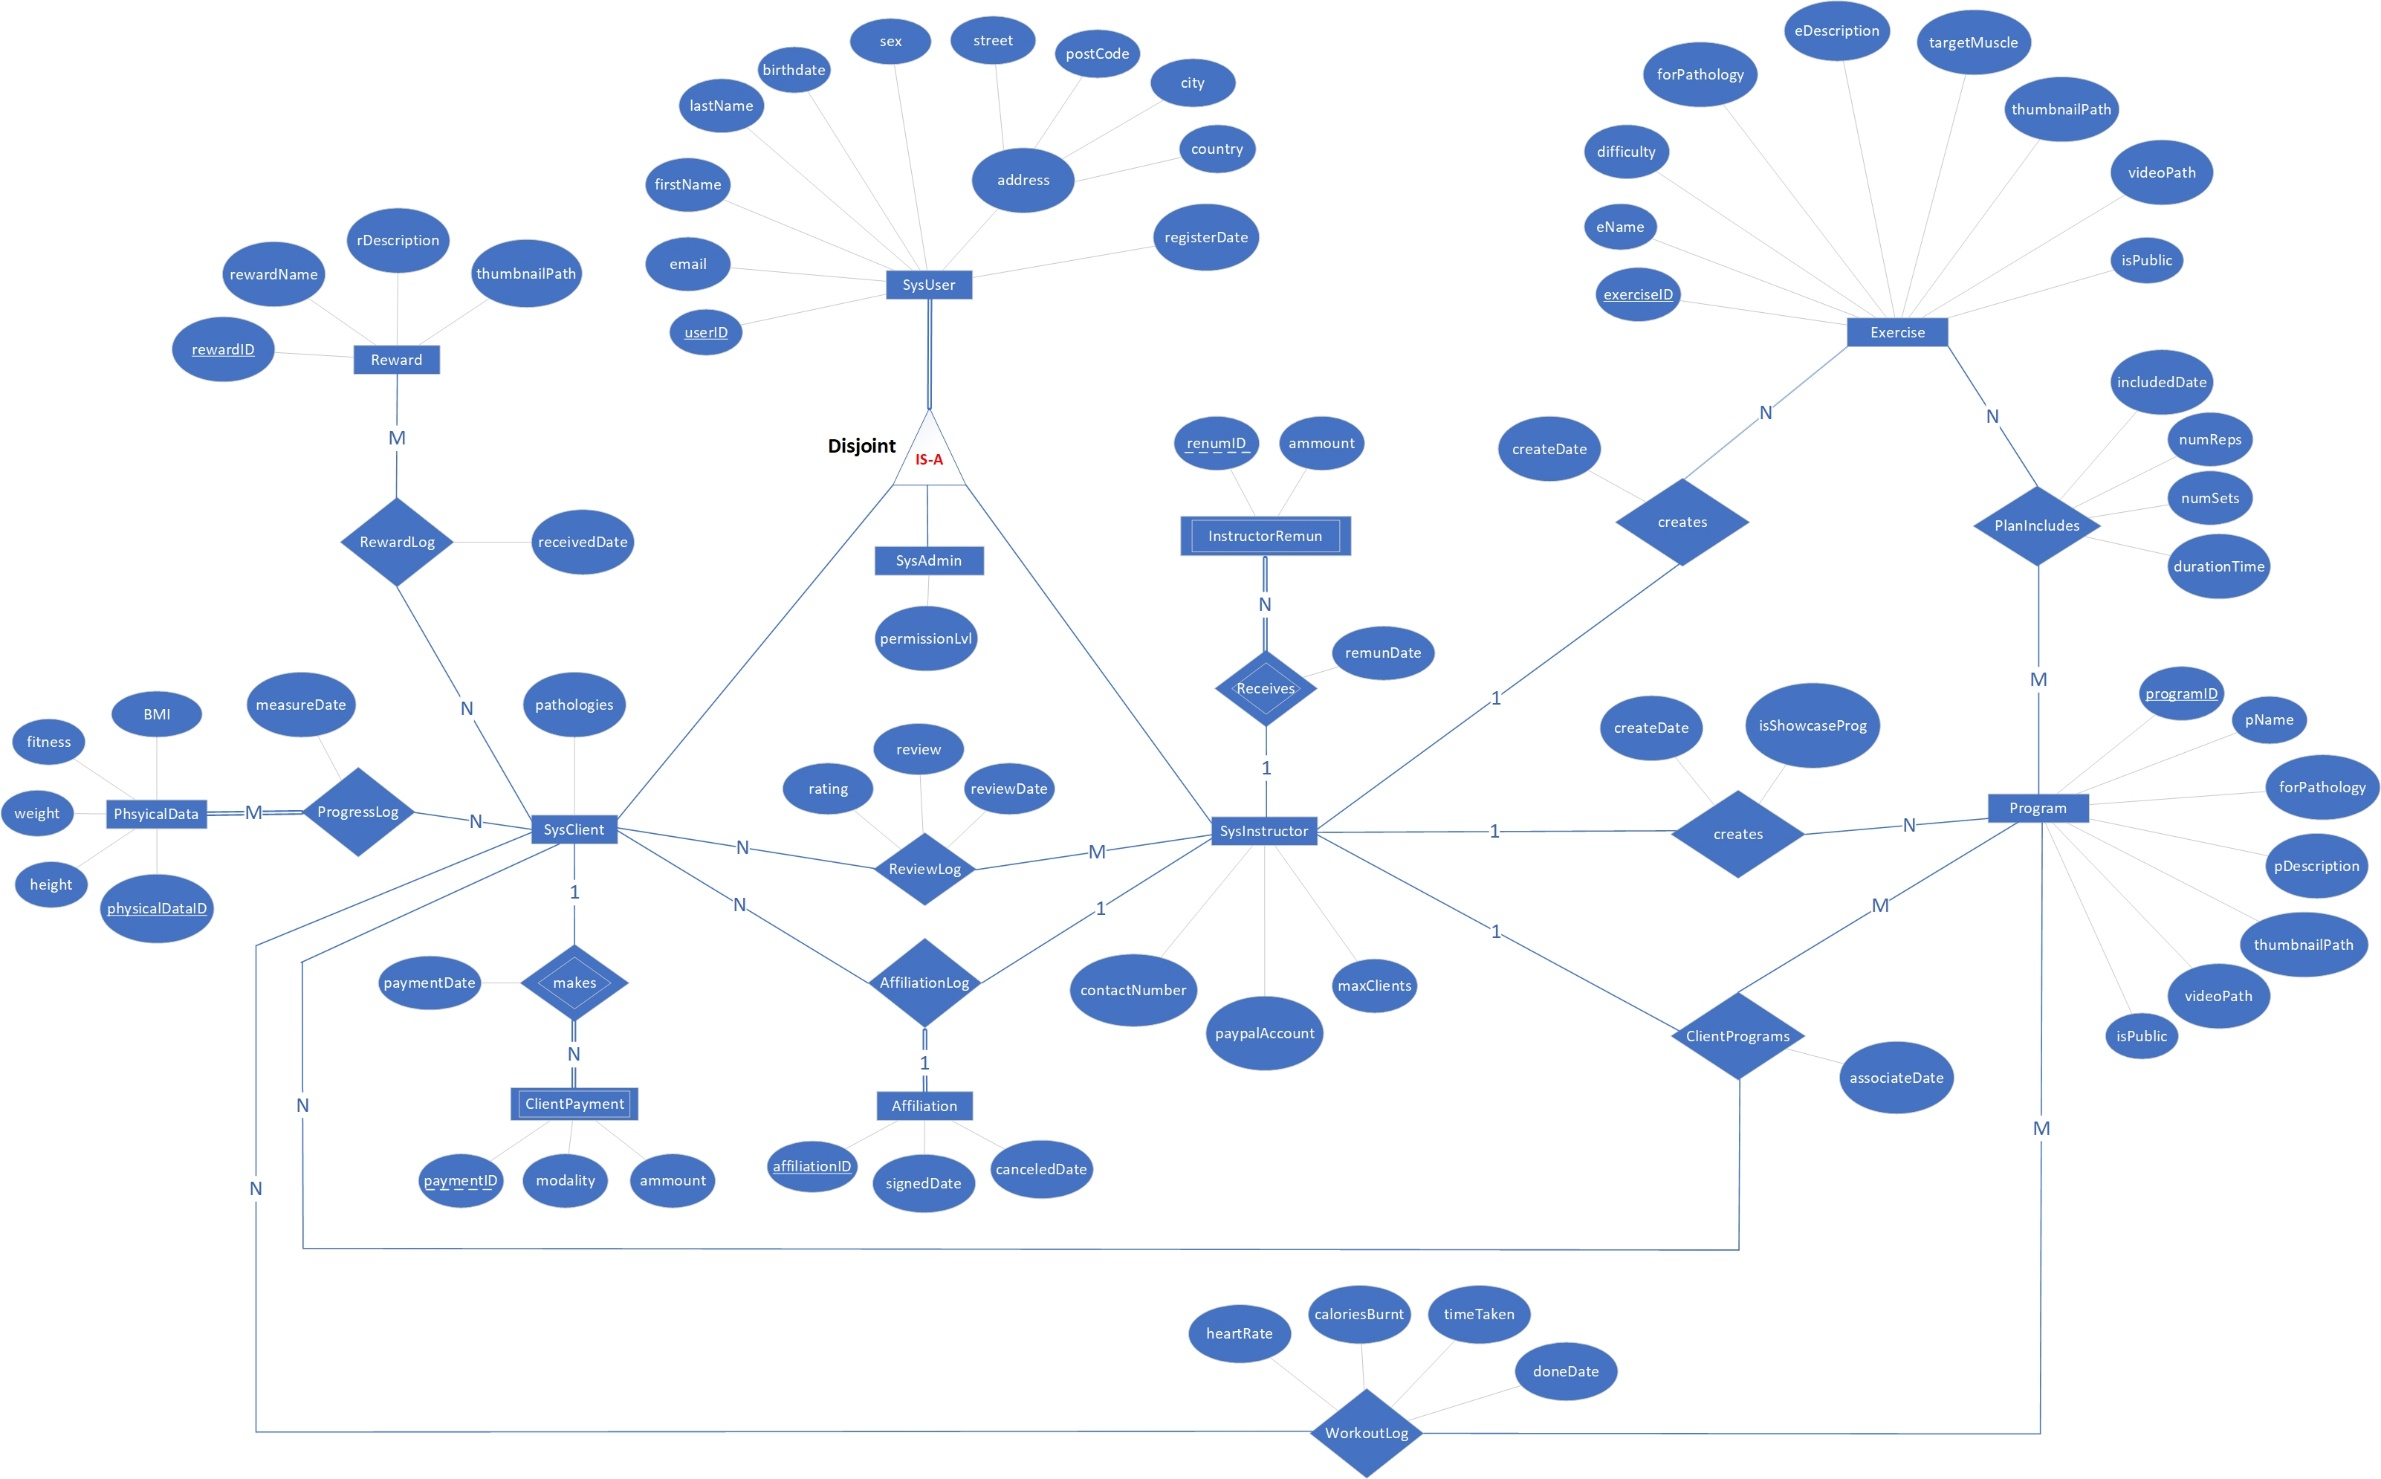 sex
street
postCode
birthdate
city
lastName
country
address
firstName
registerDate
email
SysUser
userID
eDescription
targetMuscle
forPathology
thumbnailPath
difficulty
videoPath
eName
isPublic
exerciseID
Exercise
rDescription
rewardName
thumbnailPath
rewardID
Reward
M
RewardLog
receivedDate
N
Disjoint
IS-A
SysAdmin
permissionLvl
renumID
ammount
InstructorRemun
N
remunDate
Receives
1
N
createDate
creates
1
N
includedDate
numReps
numSets
PlanIncludes
durationTime
M
measureDate
BMI
fitness
weight
PhsyicalData
M
ProgressLog
N
height
physicalDataID
pathologies
SysClient
review
rating
reviewDate
N
ReviewLog
M
SysInstructor
1
createDate
isShowcaseProg
creates
N
programID
pName
forPathology
Program
pDescription
thumbnailPath
videoPath
isPublic
1
paymentDate
makes
N
ClientPayment
paymentID
modality
ammount
N
1
AffiliationLog
1
Affiliation
affiliationID
signedDate
canceledDate
contactNumber
paypalAccount
maxClients
1
M
ClientPrograms
associateDate
N
N
M
heartRate
caloriesBurnt
timeTaken
doneDate
WorkoutLog